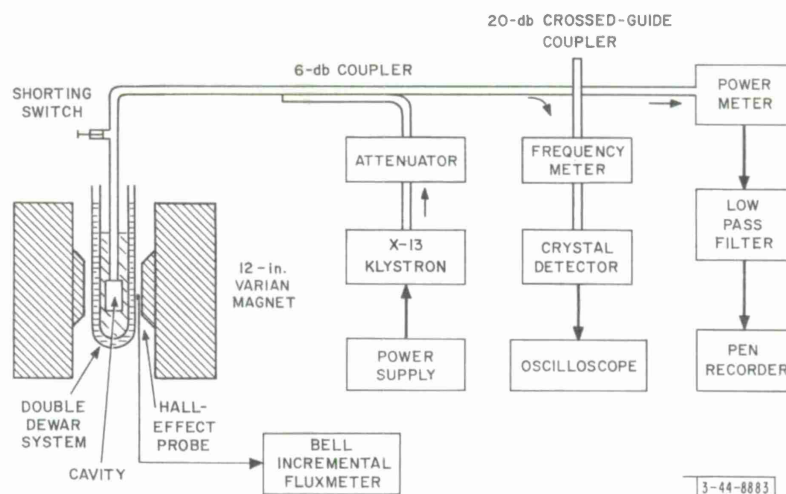 20-db CROSSED-GUIDE
COUPLER
6-db COUPLER
SHORTING
SWITCH
POWER
METER
ATTENUATOR
FREQUENCY
METER
LOW
PASS
FILTER
X-13
KLYSTRON
CRYSTAL
DETECTOR
12-in.
VARIAN
MAGNET
POWER
SUPPLY
OSCILLOSCOPE
PEN
RECORDER
DOUBLE
DEWAR
SYSTEM
HALL-
EFFECT
PROBE
CAVITY
BELL
INCREMENTAL
FLUXMETER
3-44-8883